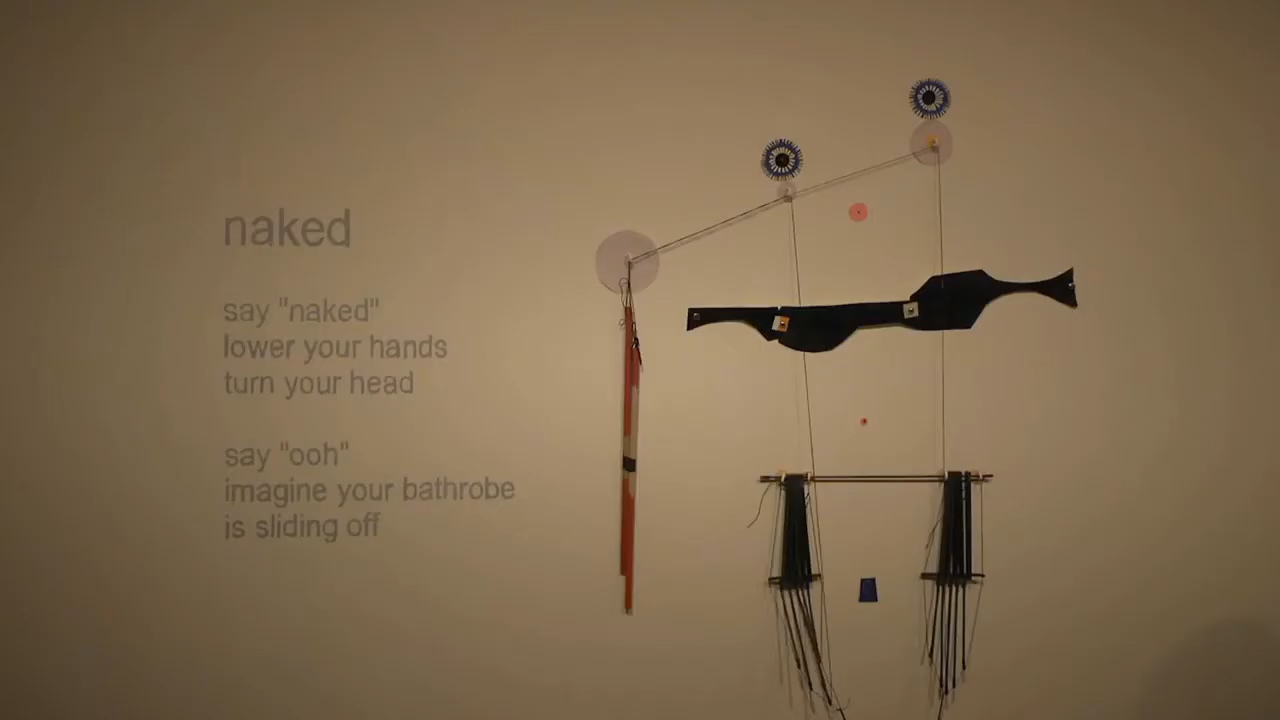 naked
say "naked"
lower your hands
turn your head
say "ooh"
imagine your bathrobe
is sliding off